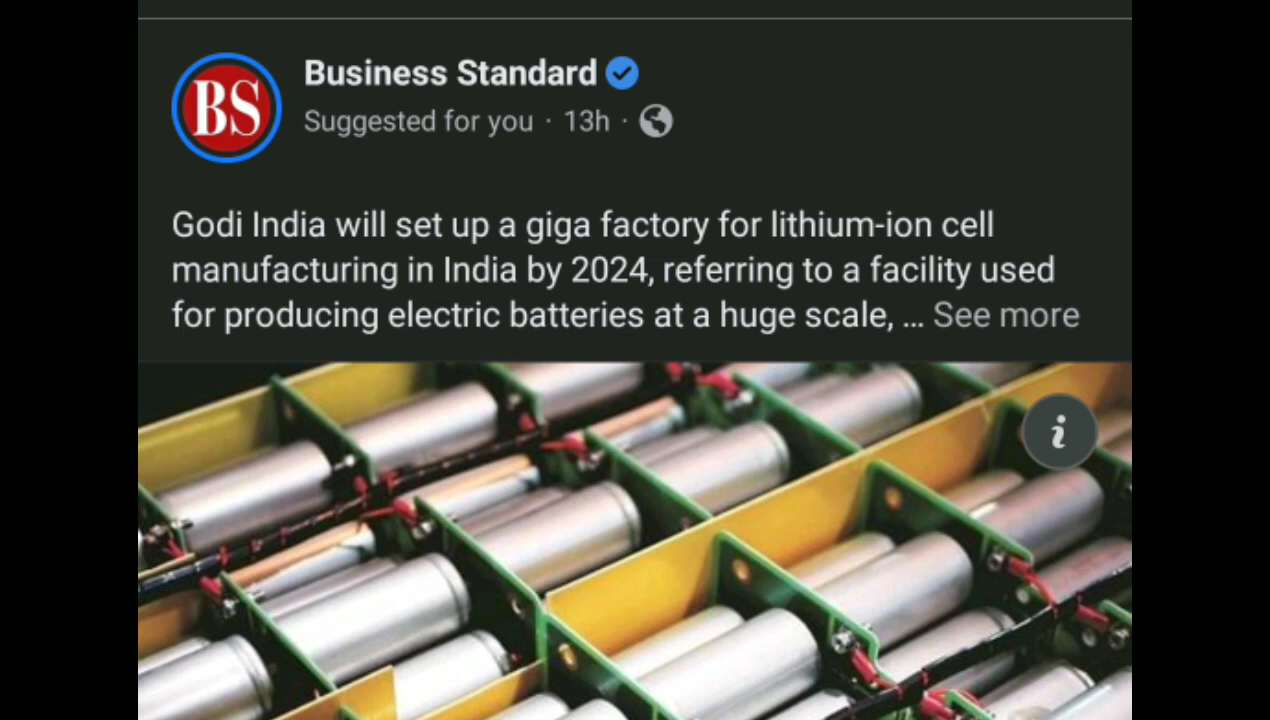 BS
Business Standard
Suggested for you · 13h ·
Godi India will set up a giga factory for lithium-ion cell
manufacturing in India by 2024, referring to a facility used
for producing electric batteries at a huge scale, ... See more
i